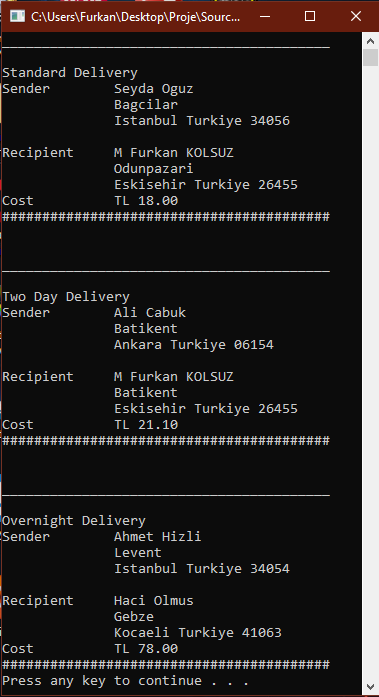 C:\Users\Furkan\Desktop\Proje\Sourc...
_________________________________________
Standard Delivery
Sender Seyda Oguz
Bagcilar
Istanbul Turkiye 34056
Recipient M Furkan KOLSUZ
Odunpazari
Eskisehir Turkiye 26455
Cost TL 18.00
#########################################
_________________________________________
Two Day Delivery
Sender Ali Cabuk
Batikent
Ankara Turkiye 06154
Recipient M Furkan KOLSUZ
Batikent
Eskisehir Turkiye 26455
Cost TL 21.10
#########################################
_________________________________________
Overnight Delivery
Sender Ahmet Hizli
Levent
Istanbul Turkiye 34054
Recipient Haci Olmus
Gebze
Kocaeli Turkiye 41063
Cost TL 78.00
#########################################
Press any key to continue . . .